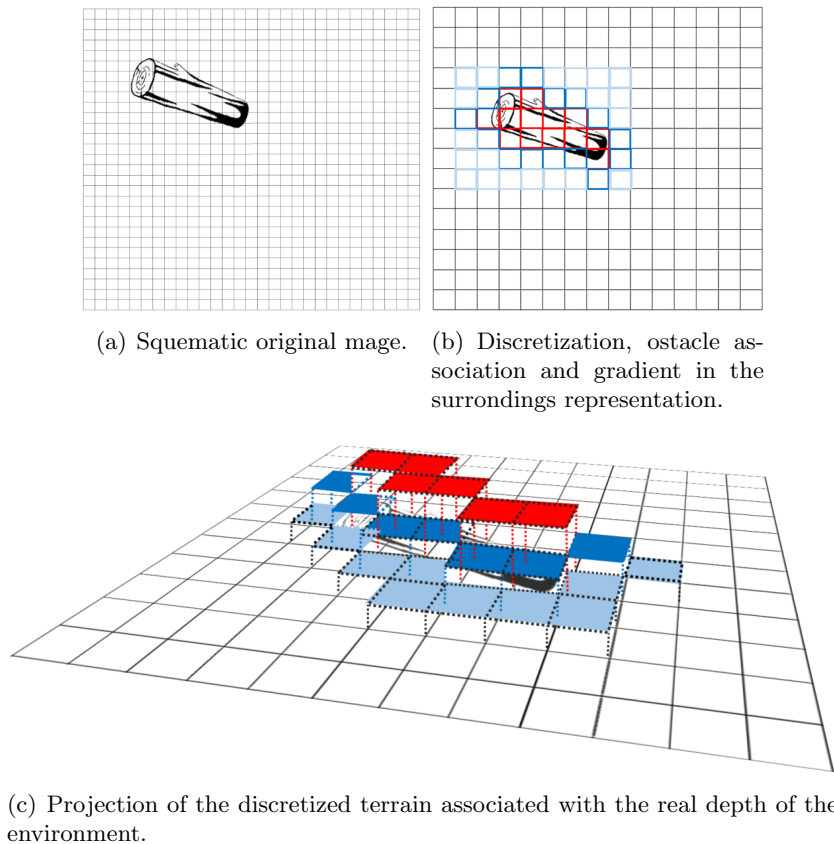 (a) Squematic original mage.
(b) Discretization, ostacle as-
sociation and gradient in the
surrondings representation.
(c) Projection of the discretized terrain associated with the real depth of the
environment.